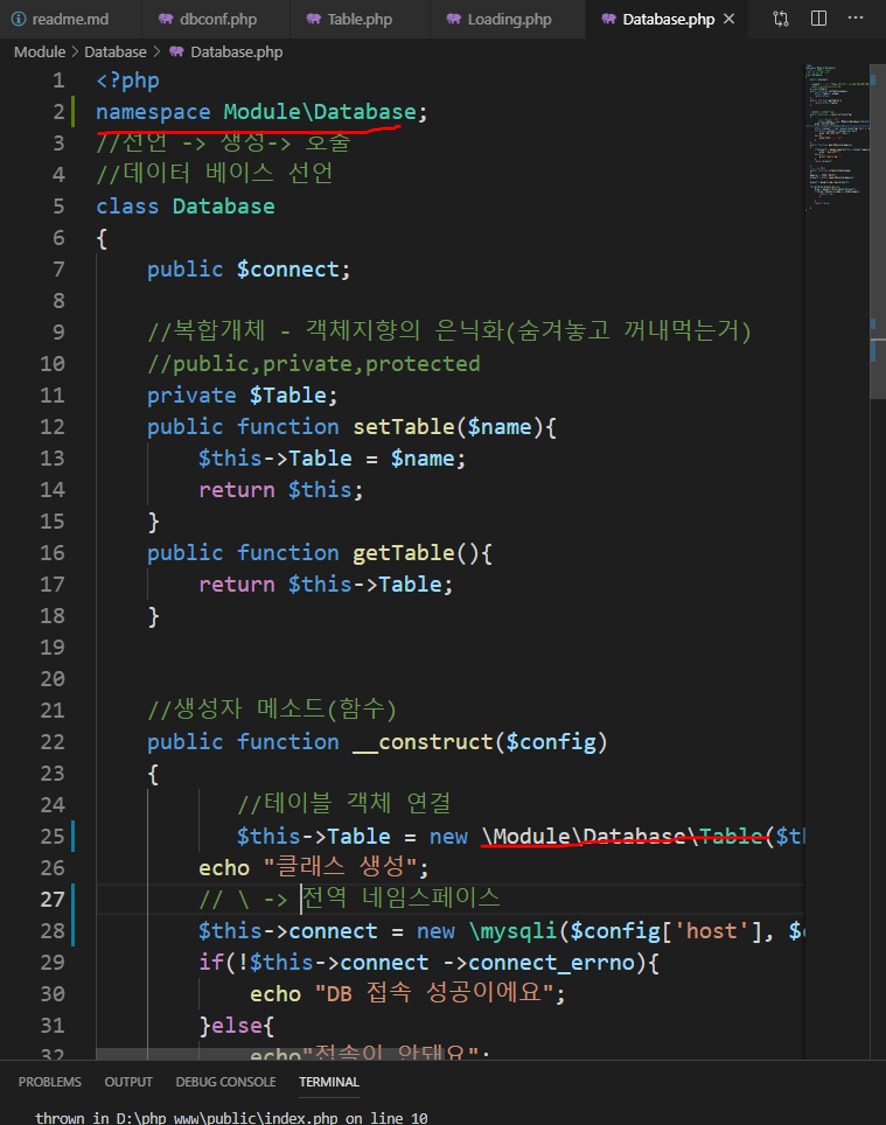 readme.md dbconf.php Table.php Loading.php Database.php
Module > Database > Database.php
1 <?php
2 namespace Module\Database;
3 //선언 -> 생성-> 호출
4 //데이터 베이스 선언
5 class Database
6 {
7 public $connect;
8
9 //복합개체 - 객체지향의 은닉화(숨겨놓고 꺼내먹는거)
10 //public,private,protected
11 private $Table;
12 public function setTable($name){
13 $this->Table = $name;
14 return $this;
15 }
16 public function getTable(){
17 return $this->Table;
18 }
19
20
21 //생성자 메소드(함수)
22 public function __construct($config)
23 {
24 //테이블 객체 연결
25 $this->Table = new \Module\Database\Table($th
26 echo "클래스 생성";
27 // \ -> 전역 네임스페이스
28 $this->connect = new \mysqli($config['host'], $c
29 if(!$this->connect ->connect_errno){
30 echo "DB 접속 성공이에요";
31 }else{
32 echo"접속이 안돼요";
PROBLEMS OUTPUT DEBUG CONSOLE TERMINAL
thrown in D:\php_www\public\index.php on line 10